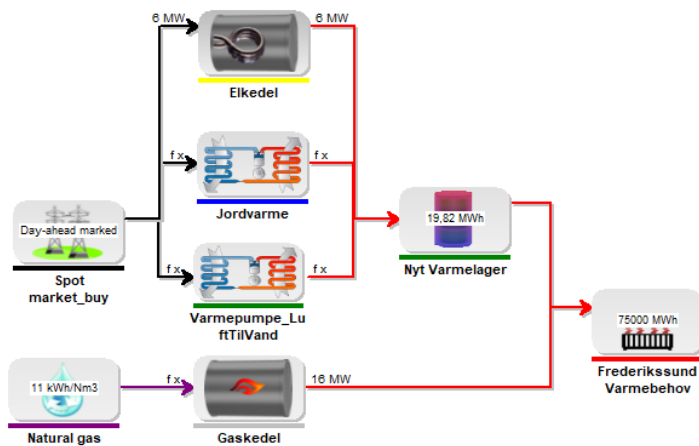 6 MW
6 MW
Elkedel
f x
f x
Jordvarme
Day-ahead marked
19,82 MWh
Spot
market_buy
f x
f x
Nyt Varmelager
Varmepumpe_Lu
ftTilVand
75000 MWh
Frederikssund
Varmebehov
11 kWh/Nm3
f x
16 MW
Natural gas
Gaskedel